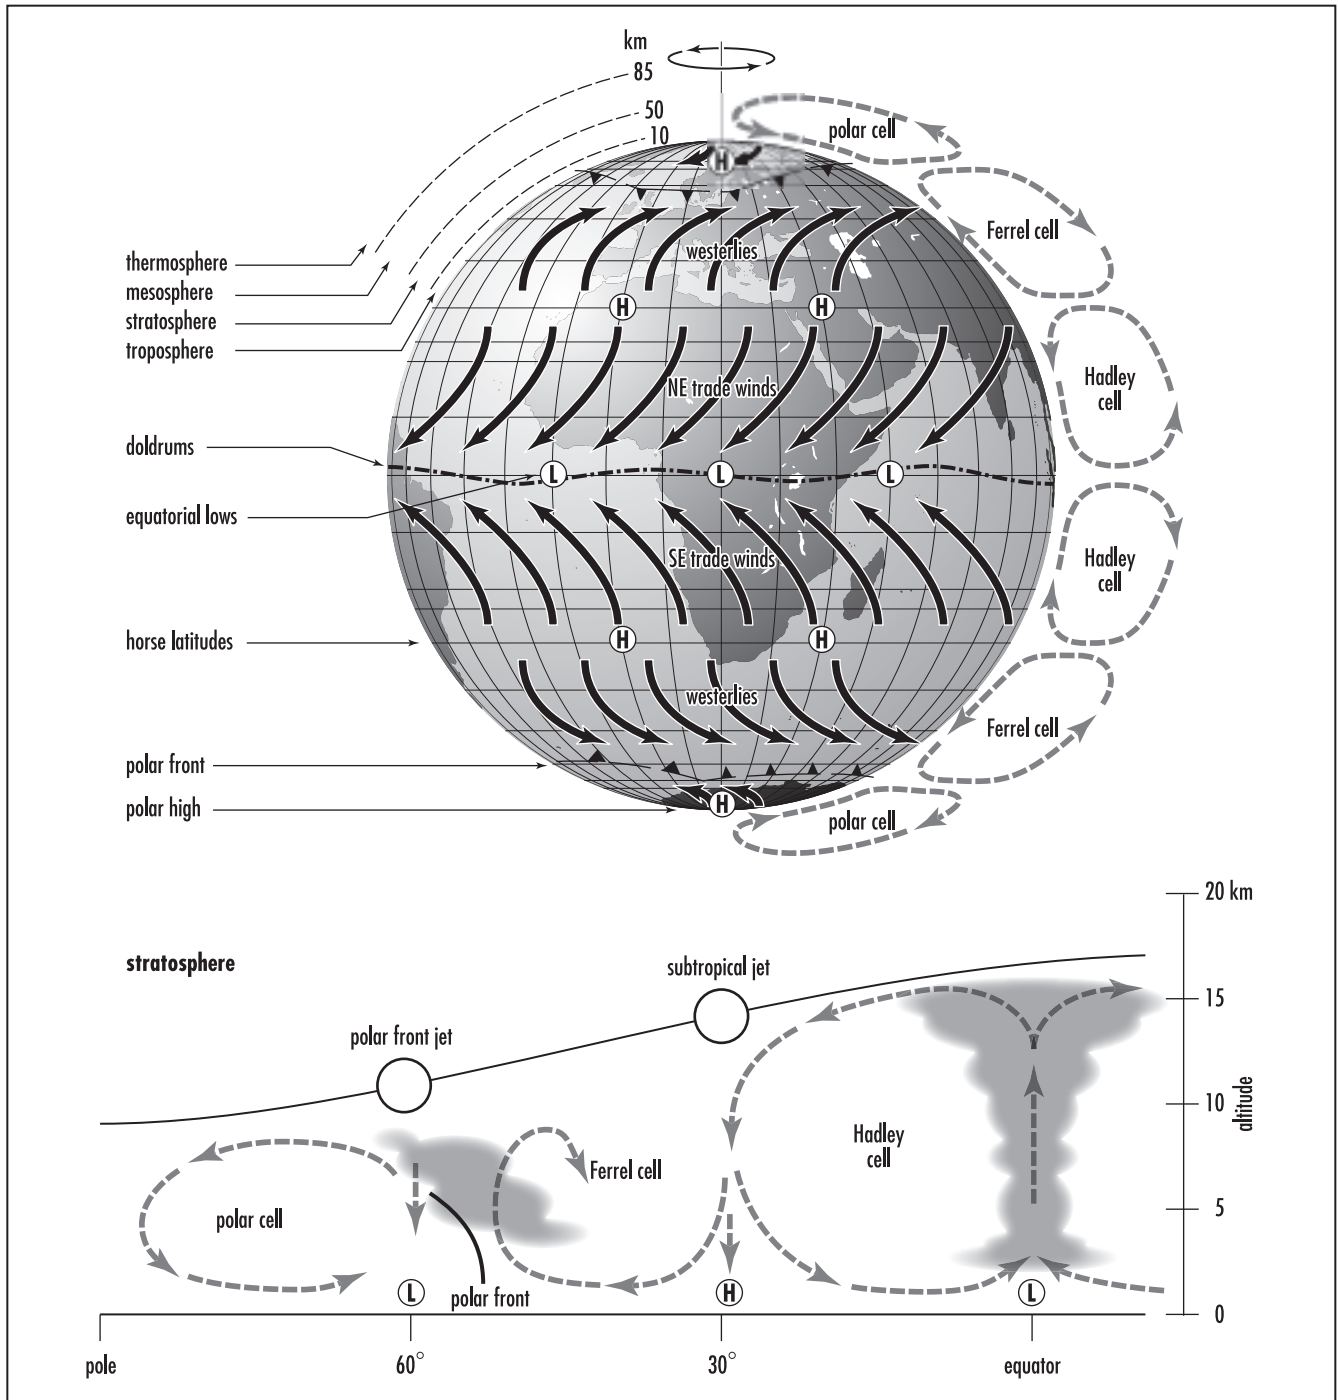 km
85
50
10
polar cell
H
Ferrel cell
westerlies
thermosphere
mesosphere
stratosphere
troposphere
H
H
Hadley
cell
NE trade winds
doldrums
L
L
L
equatorial lows
SE trade winds
Hadley
cell
horse latitudes
H
H
westerlies
Ferrel cell
polar front
polar high
H
polar cell
20 km
stratosphere
subtropical jet
15
polar front jet
10
altitude
Hadley
cell
Ferrel cell
polar cell
5
L
polar front
H
L
0
pole
60°
30°
equator